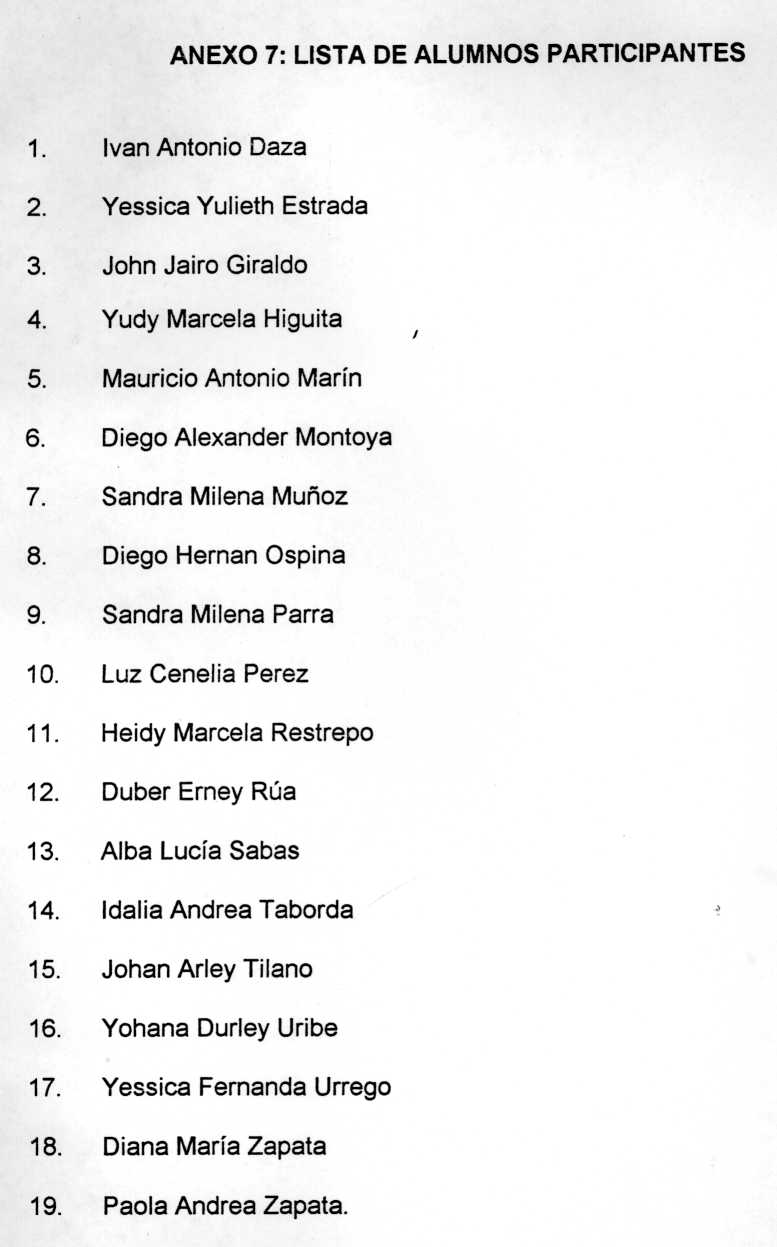 ANEXO 7: LISTA DE ALUMNOS PARTICIPANTES
1. Ivan Antonio Daza
2. Yessica Yulieth Estrada
3. John Jairo Giraldo
4. Yudy Marcela Higuita
5. Mauricio Antonio Marín
6. Diego Alexander Montoya
7. Sandra Milena Muñoz
8. Diego Hernan Ospina
9. Sandra Milena Parra
10. Luz Cenelia Perez
11. Heidy Marcela Restrepo
12. Duber Erney Rúa
13. Alba Lucía Sabas
14. Idalia Andrea Taborda
15. Johan Arley Tilano
16. Yohana Durley Uribe
17. Yessica Fernanda Urrego
18. Diana María Zapata
19. Paola Andrea Zapata.